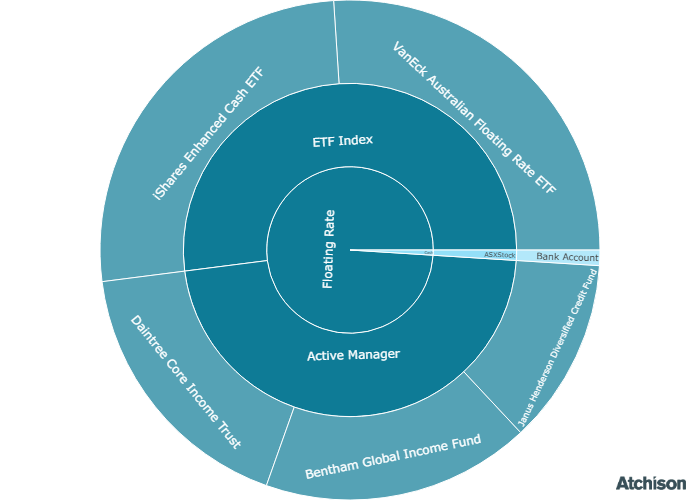 VanEck Australian Floating Rate ETF
iShares Enhanced Cash ETF
ETF Index
Floating Rate
ASXStock
Bank Account
Active Manager
Janus Henderson Diversified Credit Fund
Daintree Core Income Trust
Bentham Global Income Fund
Atchison